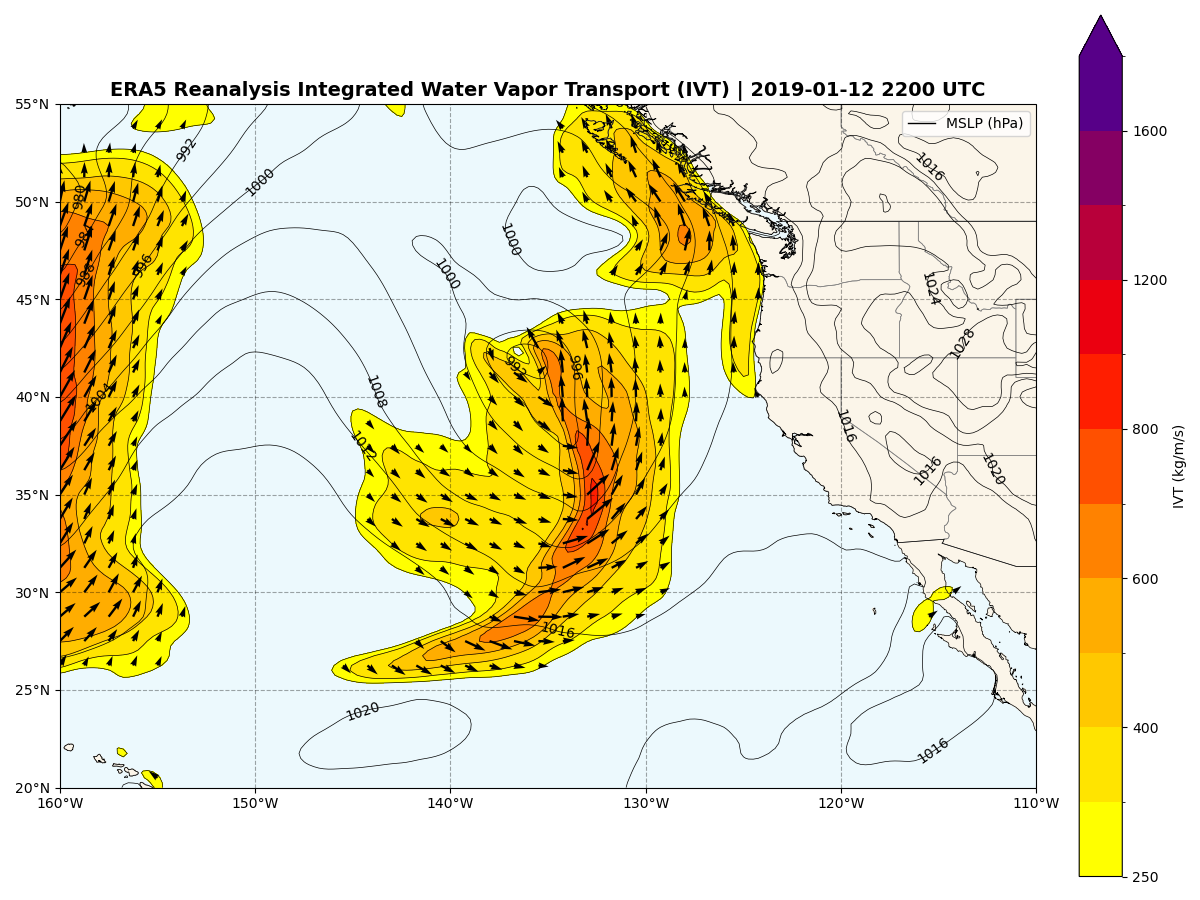 ERA5 Reanalysis Integrated Water Vapor Transport (IVT) | 2019-01-12 2200 UTC
55°N
50°N
45°N
40°N
35°N
30°N
25°N
20°N
160°W
150°W
140°W
130°W
120°W
110°W
MSLP (hPa)
992
1000
980
984
988
996
1004
1000
1000
1008
1012
992
996
1016
1020
1016
1024
1028
1016
1016
1020
1016
1600
1200
800
600
400
250
IVT (kg/m/s)